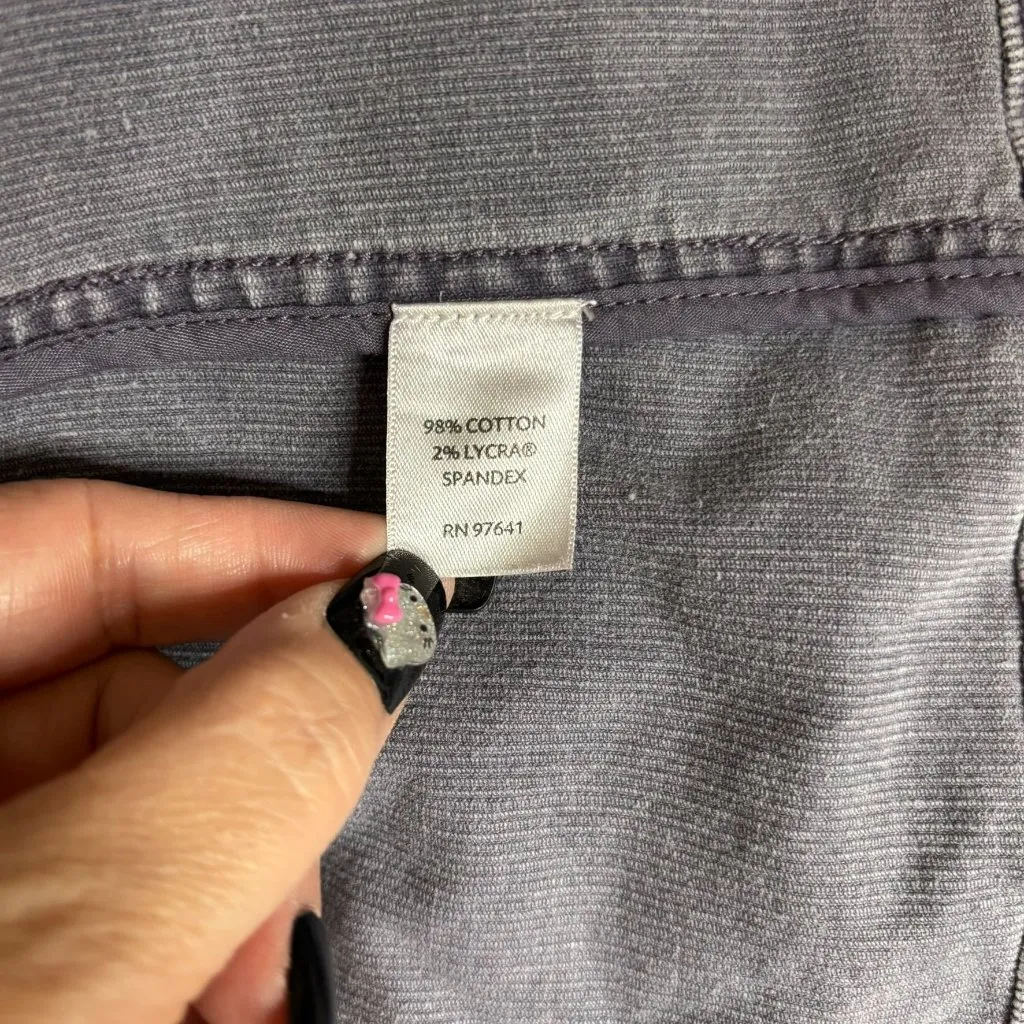 98% COTTON
2% LYCRA®
SPANDEX
RN 97641